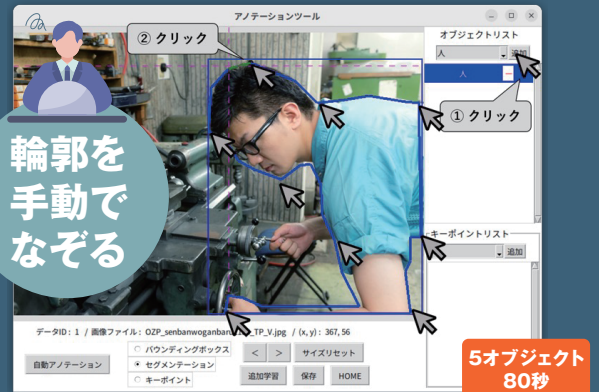 アノテーションツール
オブジェクトリスト
② クリック
人
追加
人
① クリック
輪郭を
手動で
なぞる
キーポイントリスト
追加
データID : 1 / 画像ファイル : / (x, y) : 367, 56
自動アノテーション
バウンディングボックス
セグメンテーション
キーポイント
< > サイズリセット
追加学習 保存 HOME
5オブジェクト
80秒